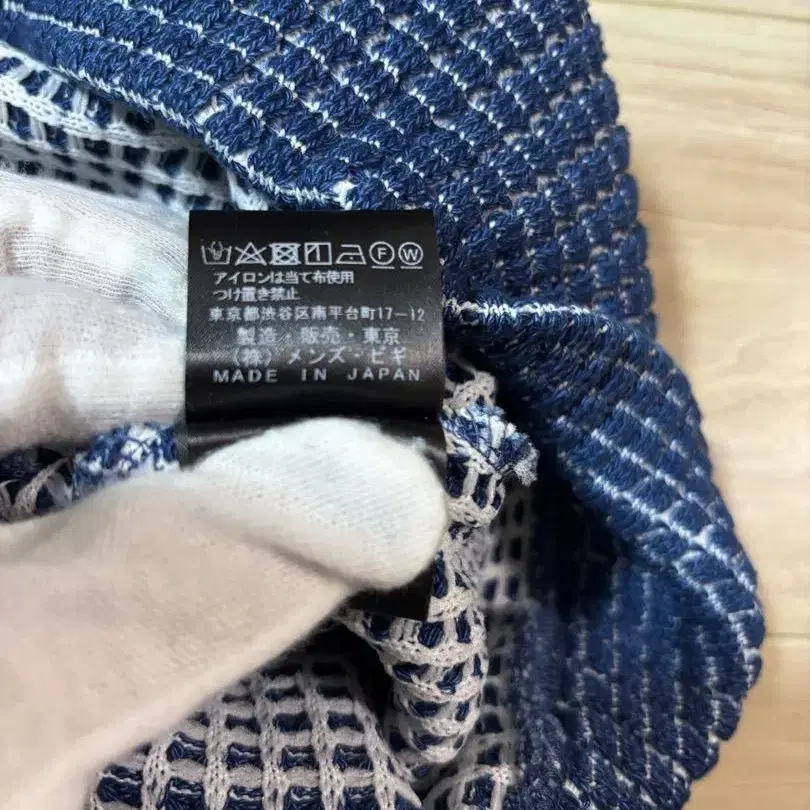 Ⓕ Ⓦ
アイロンは当て布使用
つけ置き禁止
東京都渋谷区南平台町17-12
製造・販売・東京
(株)メンズ・ビギ
MADE IN JAPAN